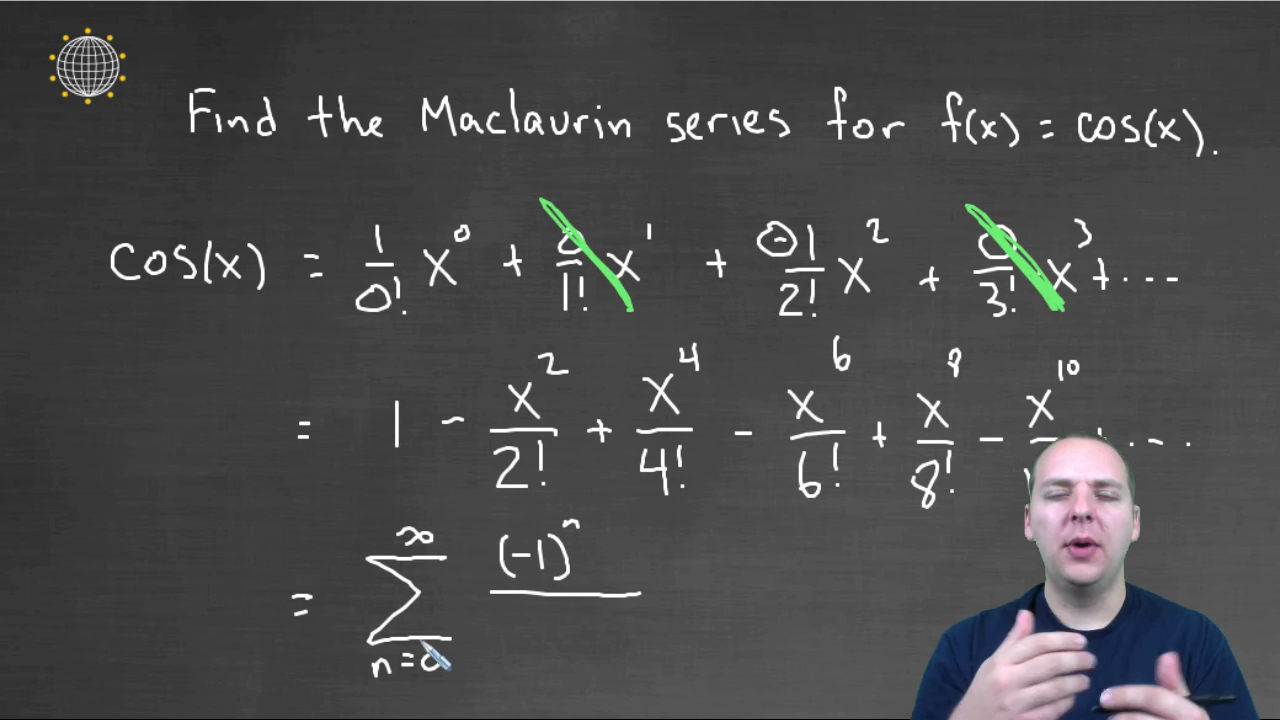 Find the Maclaurin series for f(x) = cos(x).
cos(x) = 1/0! x^0 + 0/1! x^1 + 01/2! x^2 + 0/3! x^3 + ...
= 1 - x^2/2! + x^4/4! - x^6/6! + x^8/8! - x^10/ + ...
= ∞ Σ n=0 (-1)^n